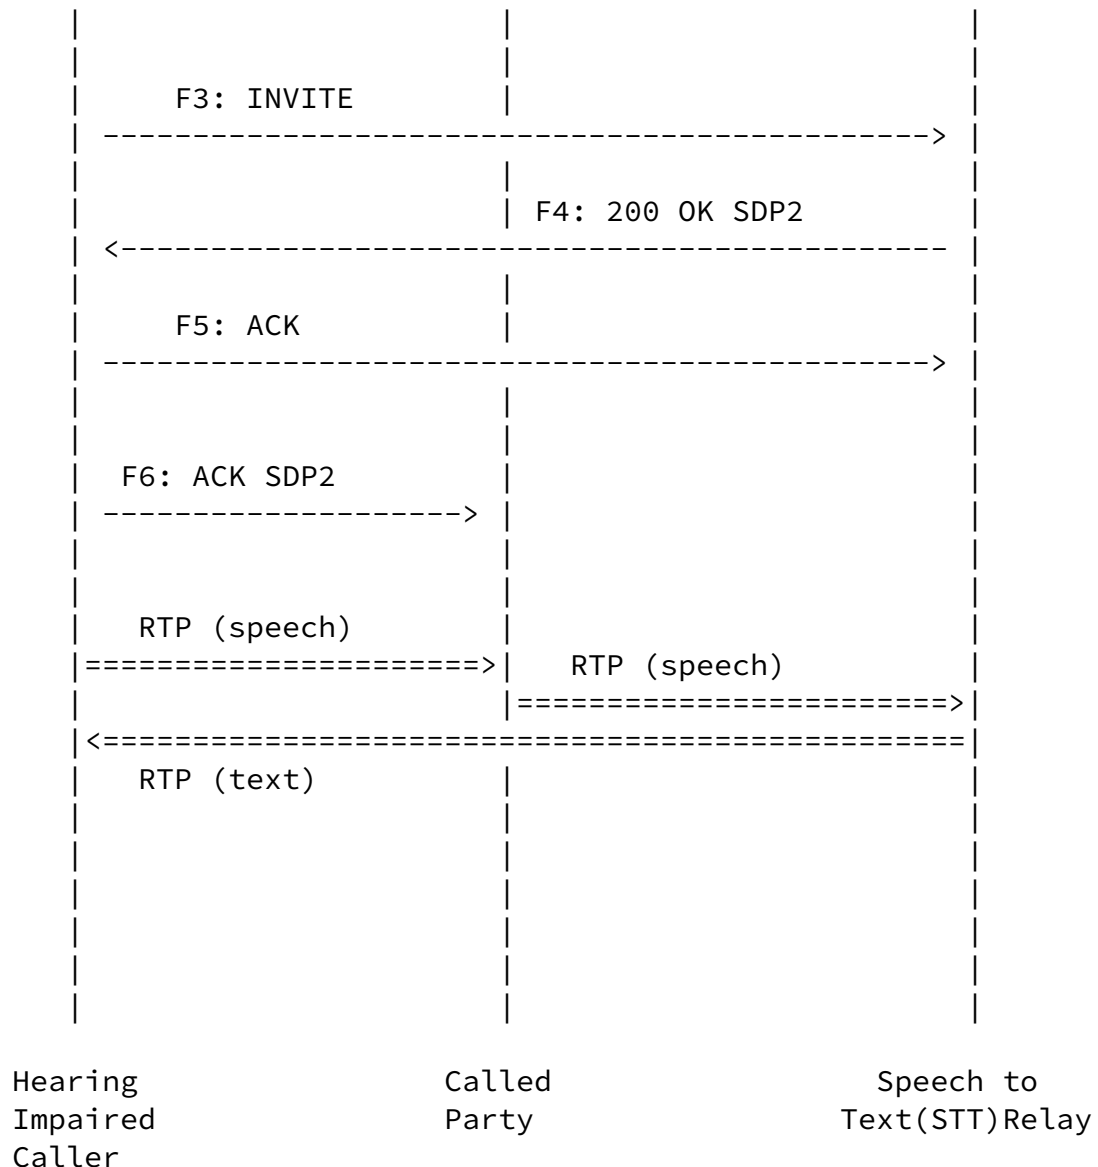 F3: INVITE
F4: 200 OK SDP2
F5: ACK
F6: ACK SDP2
RTP (speech)
RTP (speech)
RTP (text)
Hearing Called Speech to
Impaired Party Text(STT)Relay
Caller